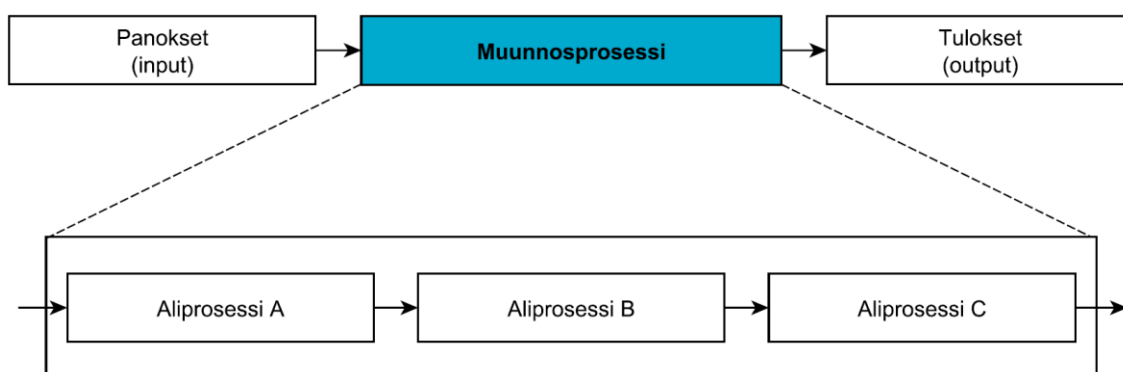 Panokset
(input)
Muunnosprosessi
Tulokset
(output)
Aliprosessi A
Aliprosessi B
Aliprosessi C